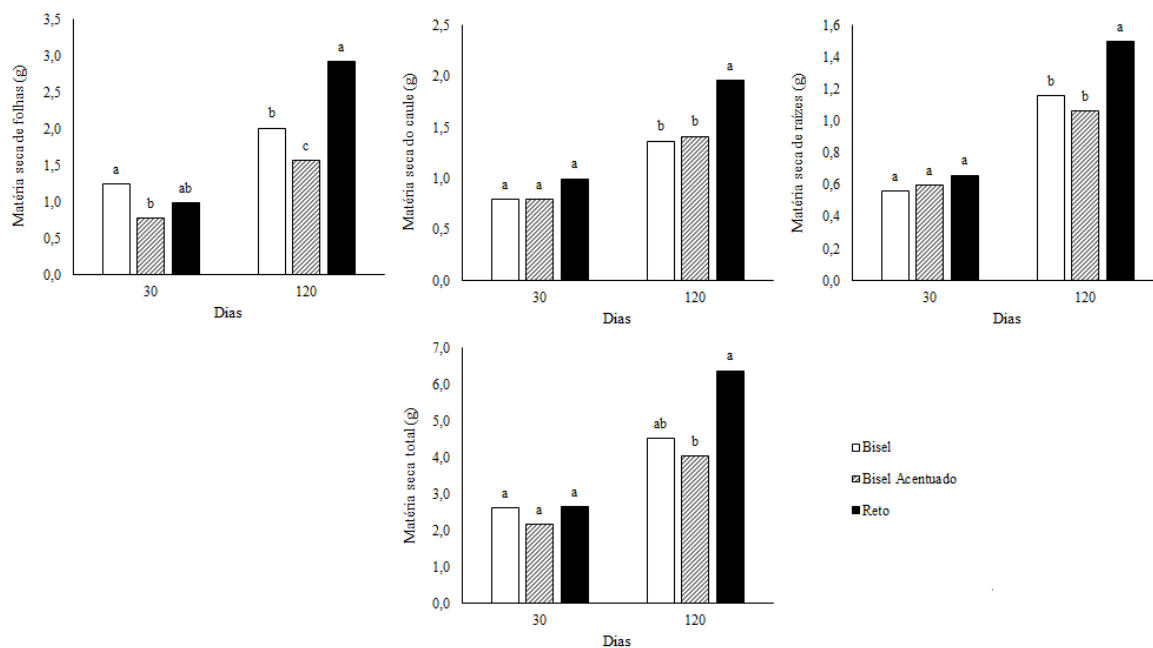 Matéria seca de folhas (g)
3,5
3,0
2,5
2,0
1,5
1,0
0,5
0,0
a
b
ab
b
c
a
30
120
Dias
Matéria seca do caule (g)
2,5
2,0
1,5
1,0
0,5
0,0
a
a
a
b
b
a
30
120
Dias
Matéria seca de raízes (g)
1,6
1,4
1,2
1,0
0,8
0,6
0,4
0,2
0,0
a
a
a
b
b
a
30
120
Dias
Matéria seca total (g)
7,0
6,0
5,0
4,0
3,0
2,0
1,0
0,0
a
a
a
ab
b
a
30
120
Dias
Bisel
Bisel Acentuado
Reto